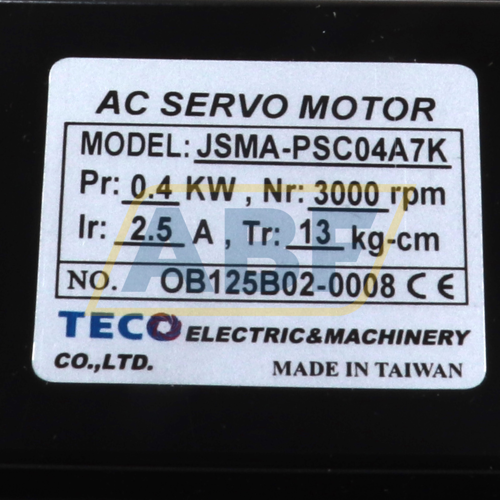 AC SERVO MOTOR
MODEL: JSMA-PSC04A7K
Pr: 0.4 KW , Nr: 3000 rpm
Ir: 2.5 A , Tr: 13 kg-cm
NO. OB125B02-0008 CE
TECO ELECTRIC&MACHINERY
CO.,LTD. MADE IN TAIWAN
ABF